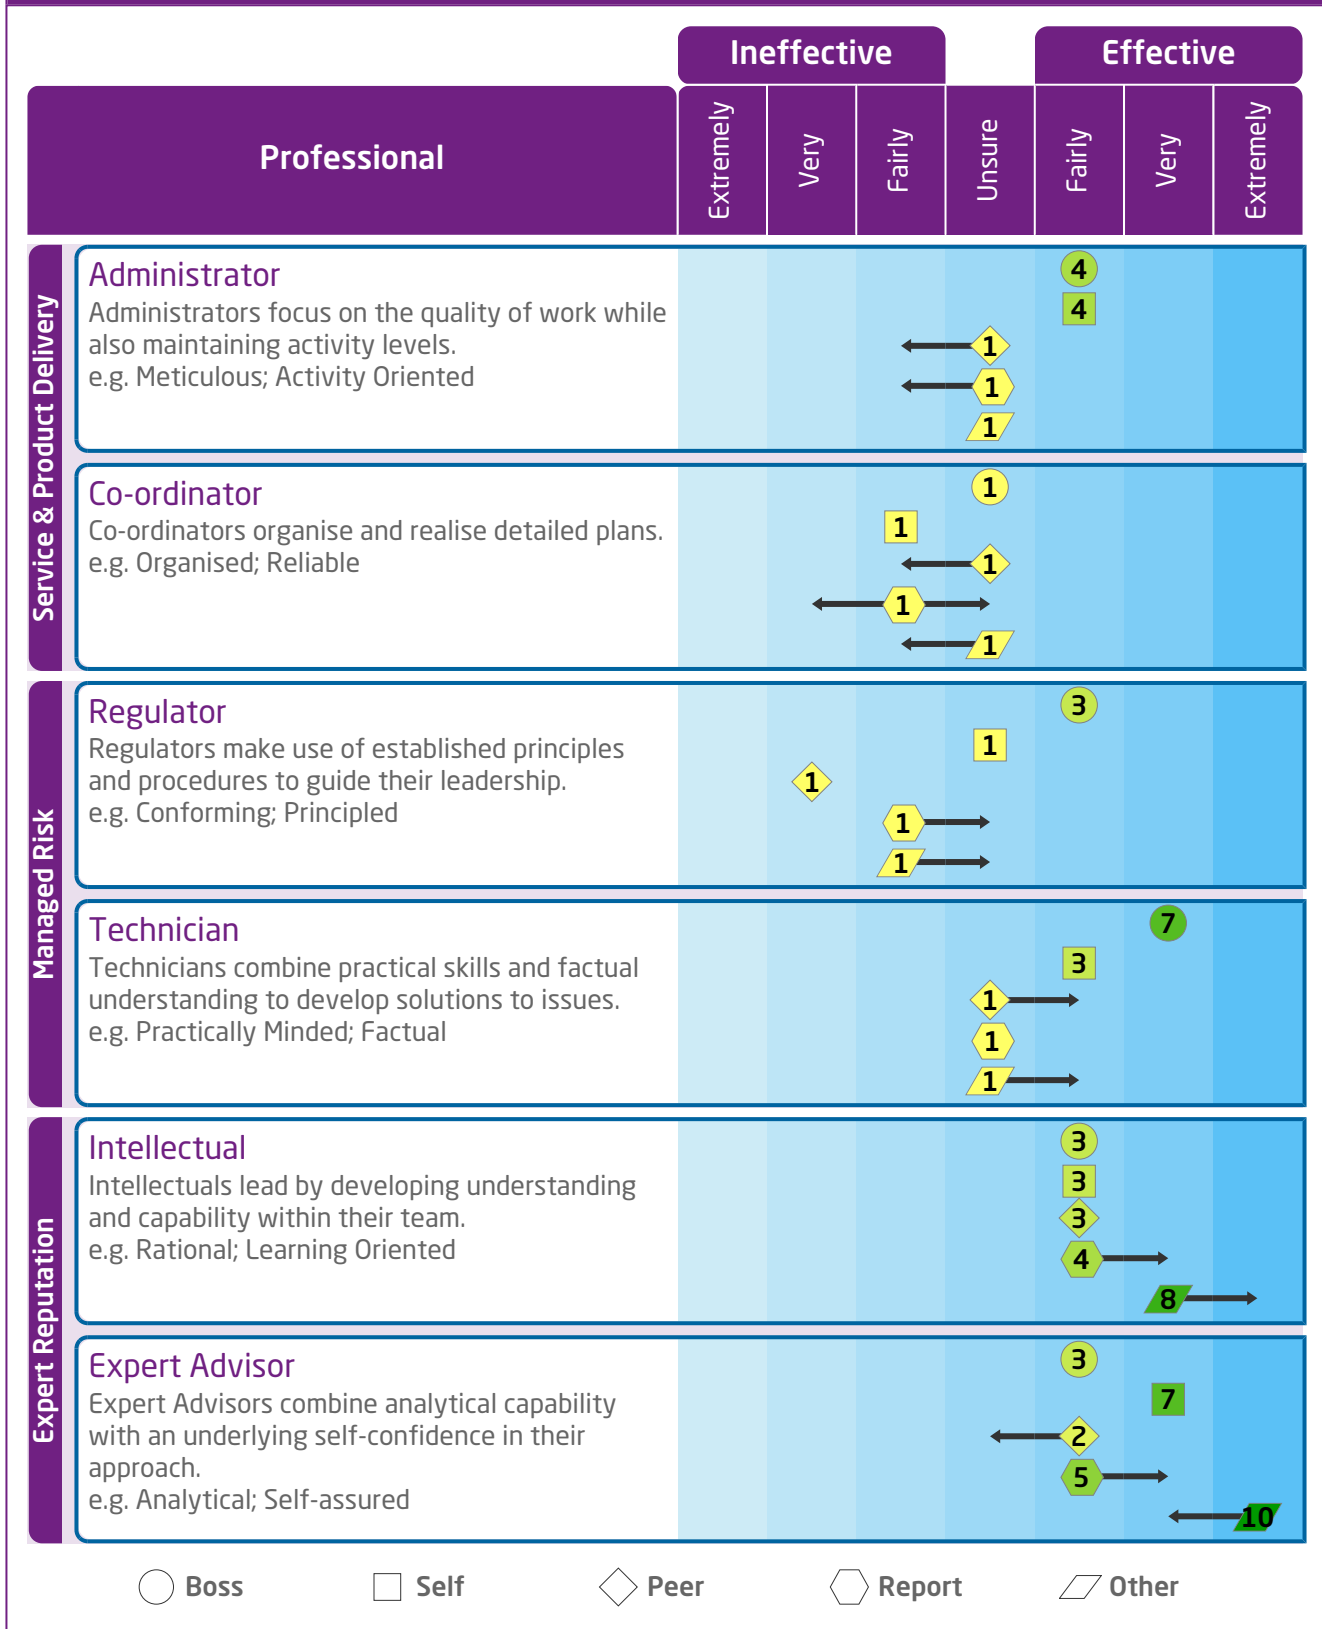 Ineffective
Effective
Professional
Extremely
Very
Fairly
Unsure
Fairly
Very
Extremely
Service & Product Delivery
Administrator
Administrators focus on the quality of work while
also maintaining activity levels.
e.g. Meticulous; Activity Oriented
4
4
1
1
1
Co-ordinator
Co-ordinators organise and realise detailed plans.
e.g. Organised; Reliable
1
1
1
1
1
Managed Risk
Regulator
Regulators make use of established principles
and procedures to guide their leadership.
e.g. Conforming; Principled
3
1
1
1
1
Technician
Technicians combine practical skills and factual
understanding to develop solutions to issues.
e.g. Practically Minded; Factual
7
3
1
1
1
Expert Reputation
Intellectual
Intellectuals lead by developing understanding
and capability within their team.
e.g. Rational; Learning Oriented
3
3
3
4
8
Expert Advisor
Expert Advisors combine analytical capability
with an underlying self-confidence in their
approach.
e.g. Analytical; Self-assured
3
7
2
5
10
Boss
Self
Peer
Report
Other